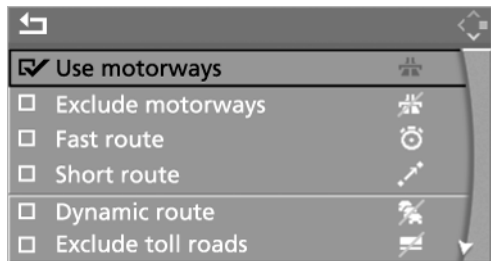 Use motorways
Exclude motorways
Fast route
Short route
Dynamic route
Exclude toll roads